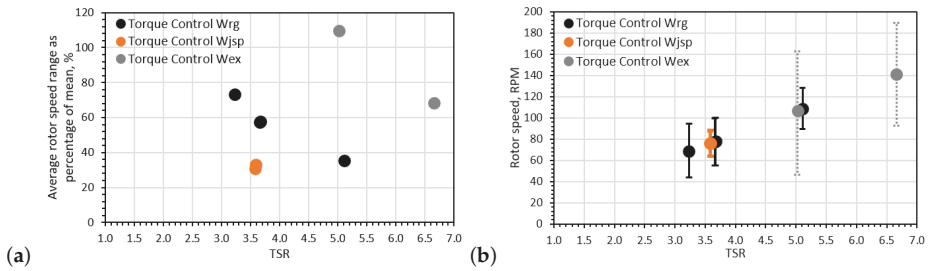 (a)
Average rotor speed range as
percentage of mean, %
120
100
80
60
40
20
0
Torque Control Wrg
Torque Control Wjsp
Torque Control Wex
1.0 1.5 2.0 2.5 3.0 3.5 4.0 4.5 5.0 5.5 6.0 6.5 7.0
TSR
(b)
Rotor speed, RPM
200
180
160
140
120
100
80
60
40
20
0
Torque Control Wrg
Torque Control Wjsp
Torque Control Wex
1.0 1.5 2.0 2.5 3.0 3.5 4.0 4.5 5.0 5.5 6.0 6.5 7.0
TSR